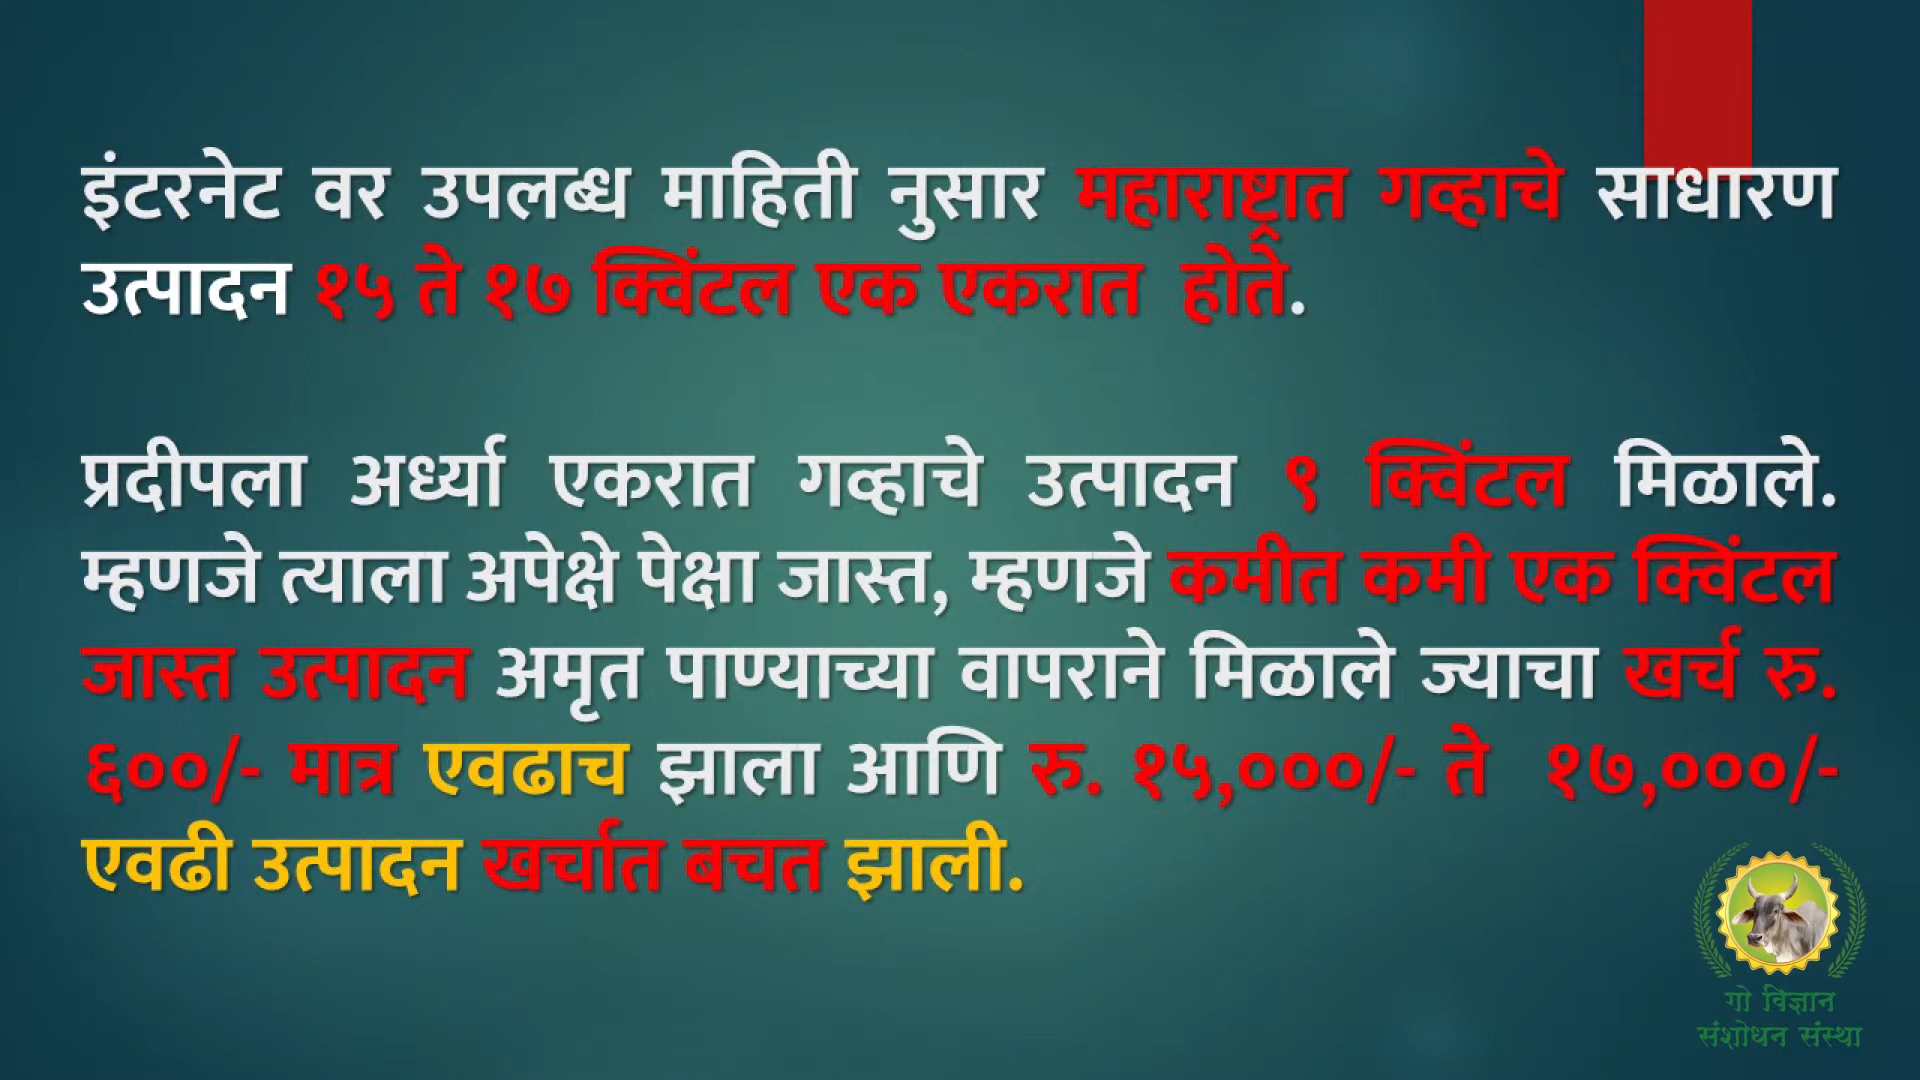 इंटरनेट वर उपलब्ध माहिती नुसार महाराष्ट्रात गव्हाचे साधारण
उत्पादन १५ ते १७ क्विंटल एक एकरात होते.
प्रदीपला अर्ध्या एकरात गव्हाचे उत्पादन ९ क्विंटल मिळाले.
म्हणजे त्याला अपेक्षे पेक्षा जास्त, म्हणजे कमीत कमी एक क्विंटल
जास्त उत्पादन अमृत पाण्याच्या वापराने मिळाले ज्याचा खर्च रु.
६००/- मात्र एवढाच झाला आणि रु. १५,०००/- ते १७,०००/-
एवढी उत्पादन खर्चात बचत झाली.
गो विज्ञान
संशोधन संस्था